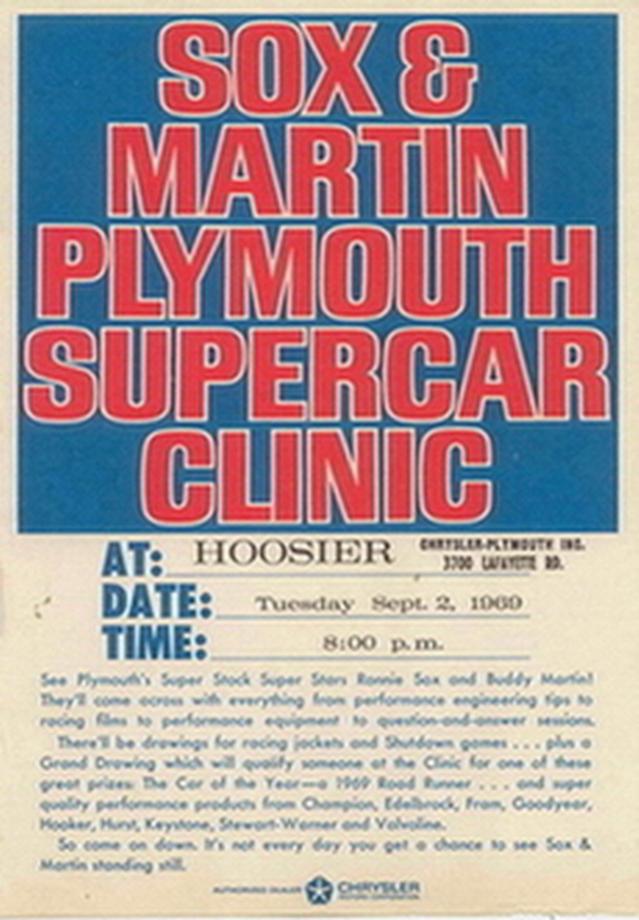 SOX &
MARTIN
PLYMOUTH
SUPERCAR
CLINIC
AT: HOOSIER CHRYSLER-PLYMOUTH INC.
3700 LAFAYETTE RD.
DATE: Tuesday Sept. 2, 1969
TIME: 8:00 p.m.
See Plymouth's Super Stock Super Stars Ronnie Sox and Buddy Martin!
They'll come across with everything from performance engineering tips to
racing films to performance equipment to question-and-answer sessions.
There'll be drawings for racing jackets and Shutdown games . . . plus a
Grand Drawing which will qualify someone at the Clinic for one of these
great prizes: The Car of the Year—a 1969 Road Runner . . . and super
quality performance products from Champion, Edelbrock, Fram, Goodyear,
Hooker, Hurst, Keystone, Stewart-Warner and Valvoline.
So come on down. It's not every day you get a chance to see Sox &
Martin standing still.
AUTHORIZED DEALER CHRYSLER
MOTORS CORPORATION